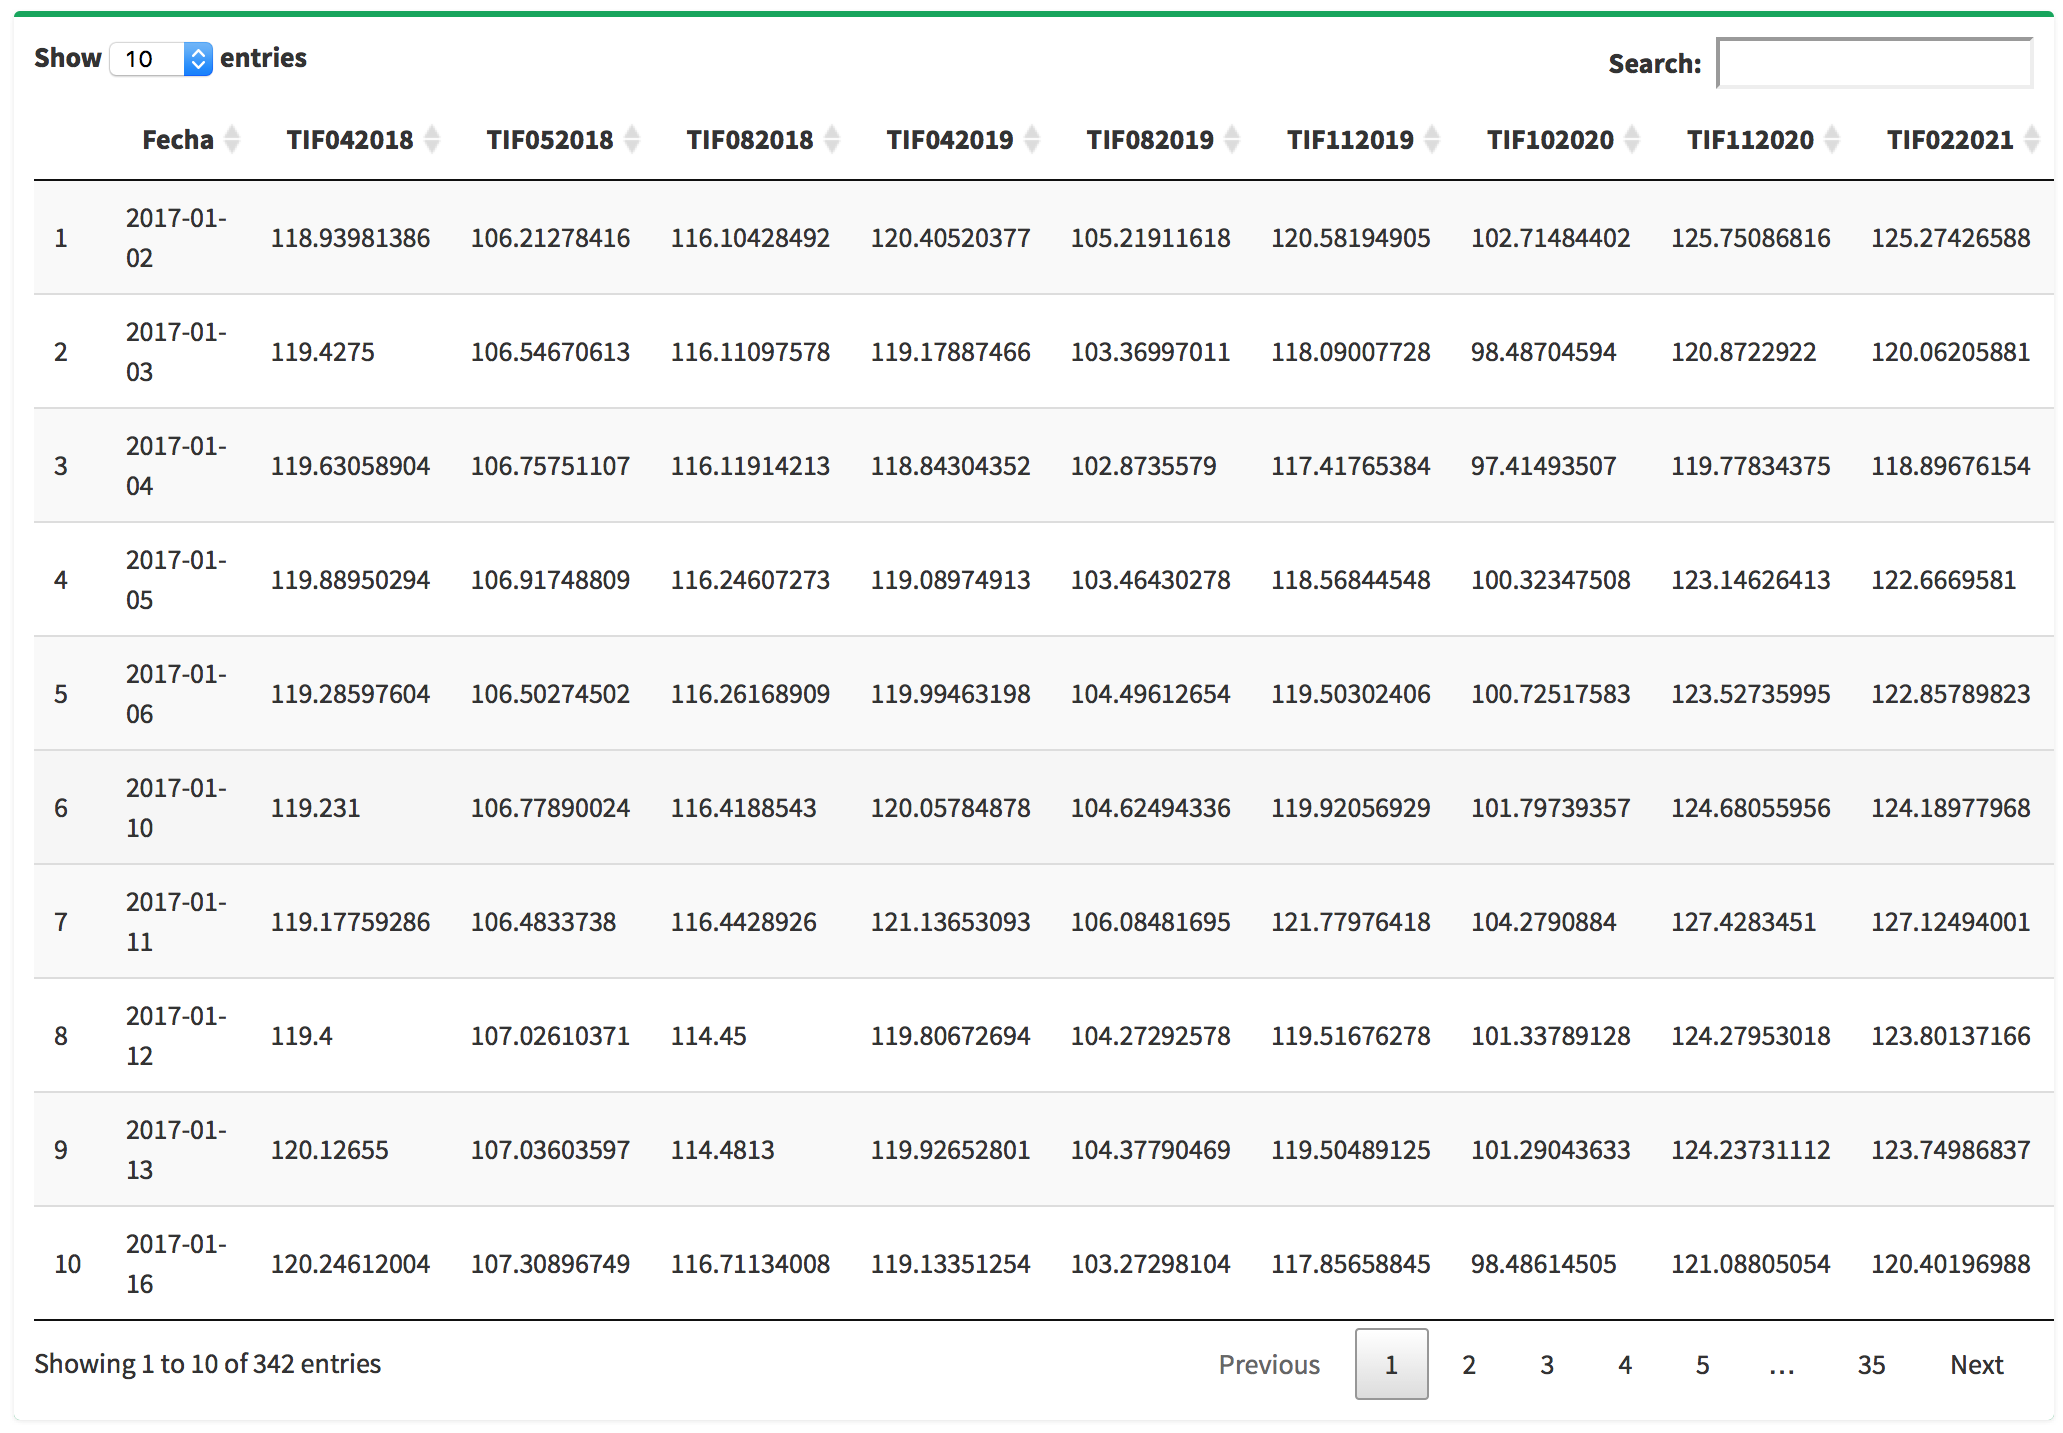 Show 10 entries Search:
Fecha TIF042018 TIF052018 TIF082018 TIF042019 TIF082019 TIF112019 TIF102020 TIF112020 TIF022021
1 2017-01-02 118.93981386 106.21278416 116.10428492 120.40520377 105.21911618 120.58194905 102.71484402 125.75086816 125.27426588
2 2017-01-03 119.4275 106.54670613 116.11097578 119.17887466 103.36997011 118.09007728 98.48704594 120.8722922 120.06205881
3 2017-01-04 119.63058904 106.75751107 116.11914213 118.84304352 102.8735579 117.41765384 97.41493507 119.77834375 118.89676154
4 2017-01-05 119.88950294 106.91748809 116.24607273 119.08974913 103.46430278 118.56844548 100.32347508 123.14626413 122.6669581
5 2017-01-06 119.28597604 106.50274502 116.26168909 119.99463198 104.49612654 119.50302406 100.72517583 123.52735995 122.85789823
6 2017-01-10 119.231 106.77890024 116.4188543 120.05784878 104.62494336 119.92056929 101.79739357 124.68055956 124.18977968
7 2017-01-11 119.17759286 106.4833738 116.4428926 121.13653093 106.08481695 121.77976418 104.2790884 127.4283451 127.12494001
8 2017-01-12 119.4 107.02610371 114.45 119.80672694 104.27292578 119.51676278 101.33789128 124.27953018 123.80137166
9 2017-01-13 120.12655 107.03603597 114.4813 119.92652801 104.37790469 119.50489125 101.29043633 124.23731112 123.74986837
10 2017-01-16 120.24612004 107.30896749 116.71134008 119.13351254 103.27298104 117.85658845 98.48614505 121.08805054 120.40196988
Showing 1 to 10 of 342 entries Previous 1 2 3 4 5 … 35 Next